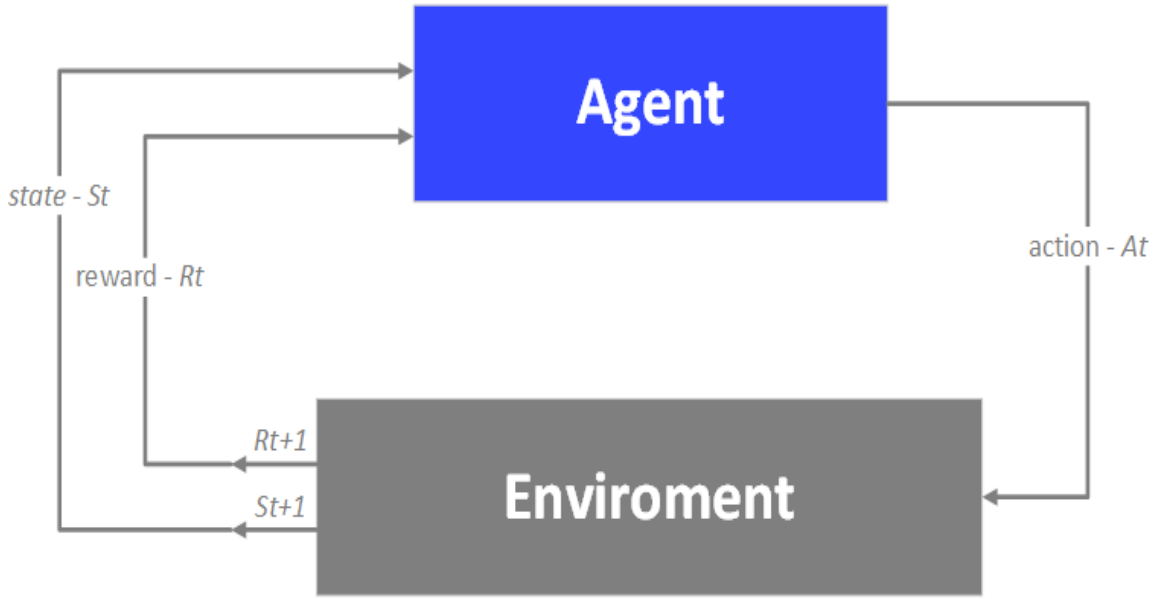 Agent
state - St
action - At
reward - Rt
Rt+1
Enviroment
St+1